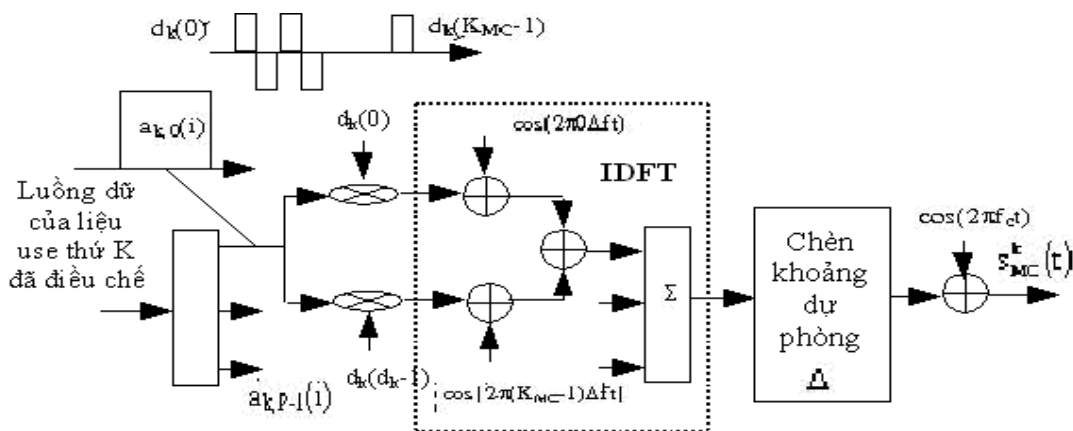 d_k(0)
d_k(K_MC-1)
a_k,0(i)
d_k(0)
cos(2π0Δft)
IDFT
Luồng dữ
của liệu
use thứ K
đã điều chế
Σ
Chèn
khoảng
dự
phòng
Δ
cos(2πf_ct)
s^k_MC(t)
a_k,p-1(i)
d_k(d_k-1)
cos|2π(K_MC-1)Δft|